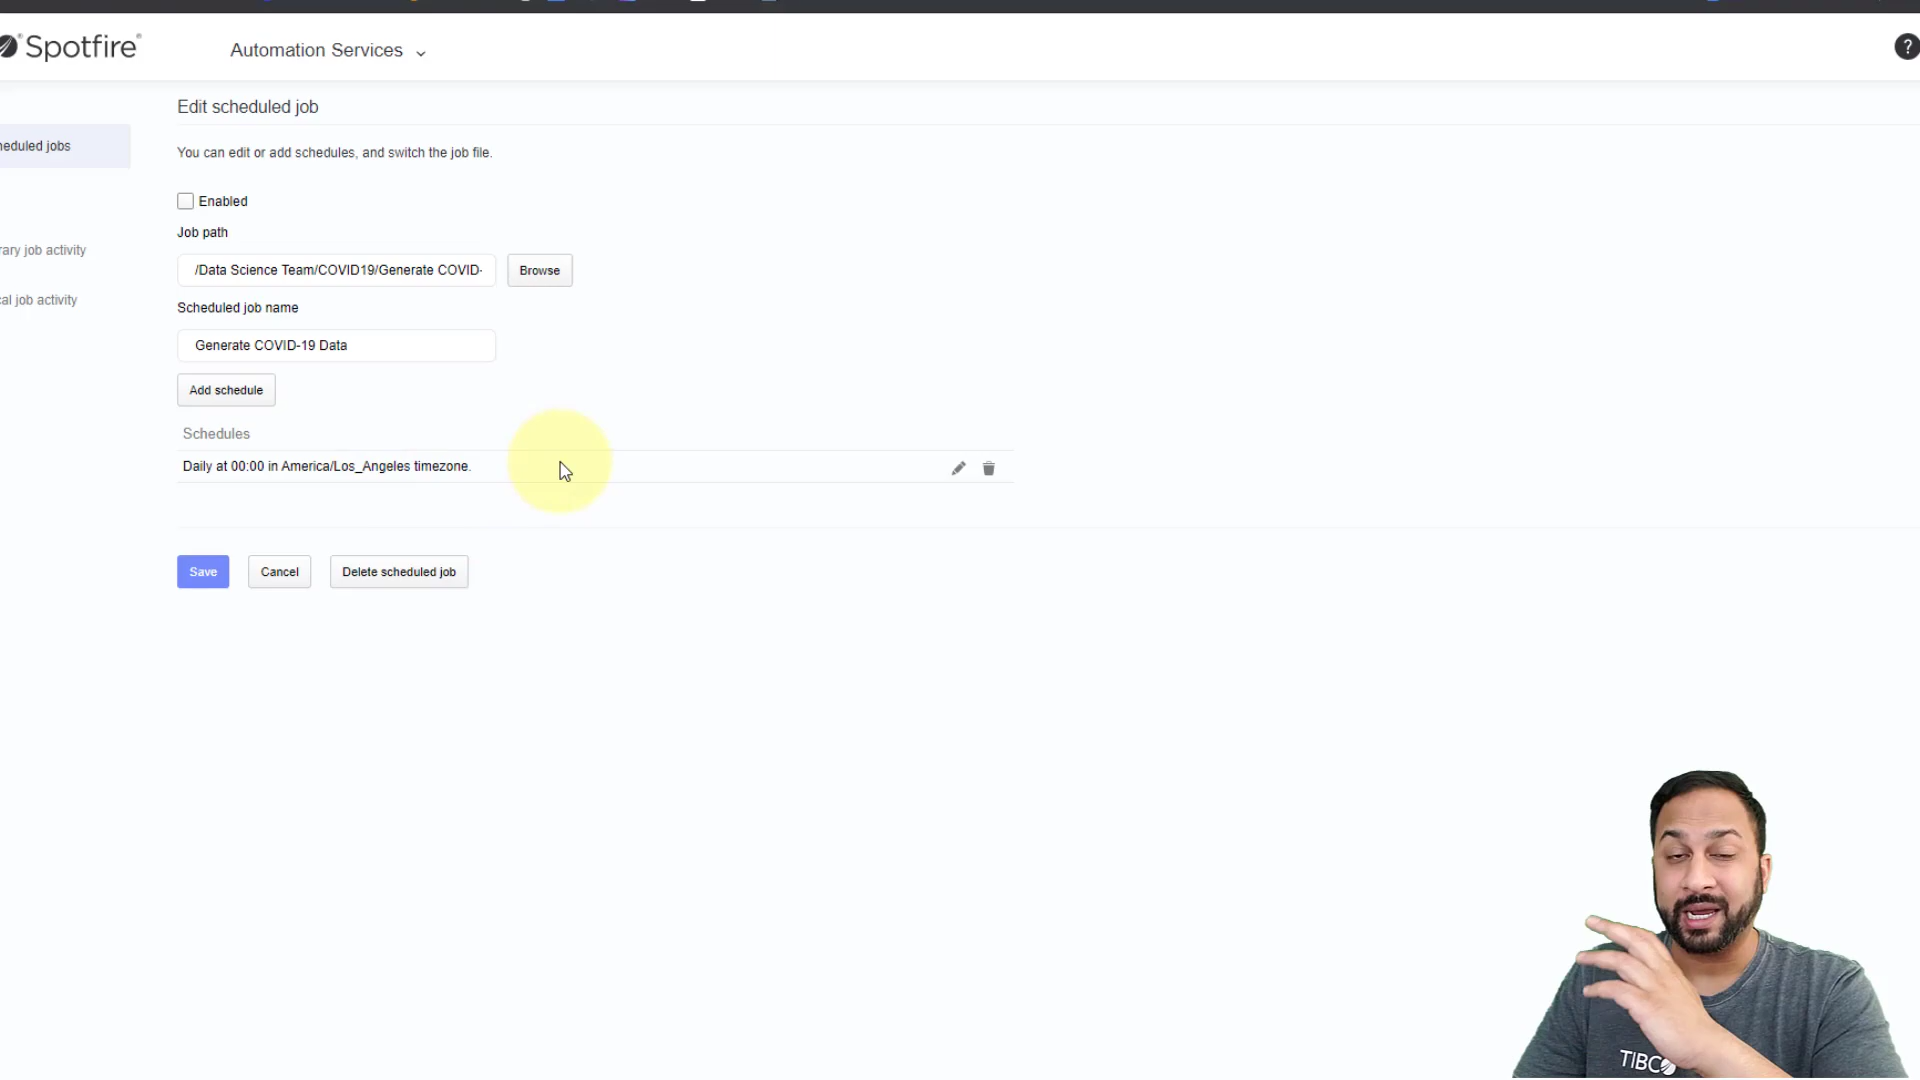 Spotfire®
Automation Services
?
Edit scheduled job
heduled jobs
You can edit or add schedules, and switch the job file.
Enabled
Job path
rary job activity
/Data Science Team/COVID19/Generate COVID-
Browse
cal job activity
Scheduled job name
Generate COVID-19 Data
Add schedule
Schedules
Daily at 00:00 in America/Los_Angeles timezone.
Save
Cancel
Delete scheduled job
TIBCO